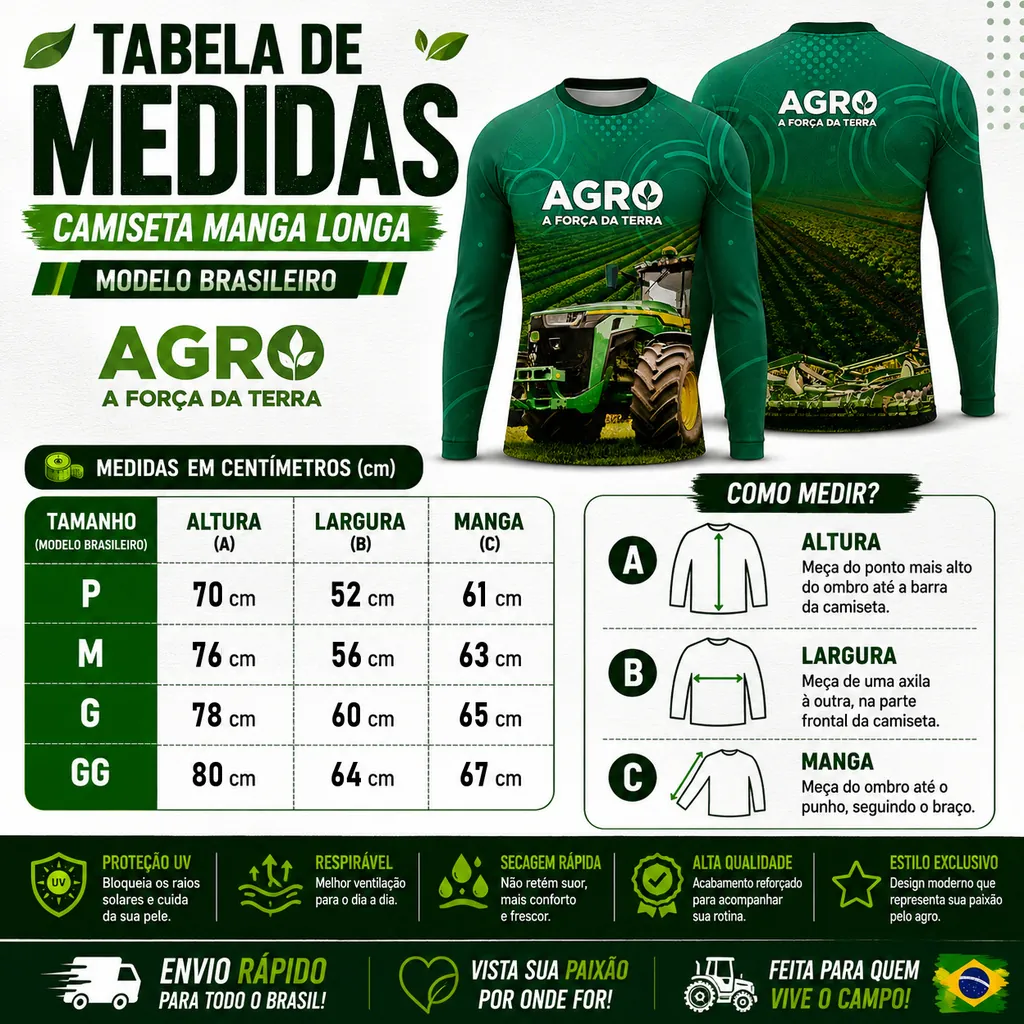 TABELA DE
MEDIDAS
CAMISETA MANGA LONGA
MODELO BRASILEIRO
AGRO
A FORÇA DA TERRA
AGRO
A FORÇA DA TERRA
AGRO
A FORÇA DA TERRA
MEDIDAS EM CENTÍMETROS (cm)
TAMANHO
(MODELO BRASILEIRO)
ALTURA
(A)
LARGURA
(B)
MANGA
(C)
P 70 cm 52 cm 61 cm
M 76 cm 56 cm 63 cm
G 78 cm 60 cm 65 cm
GG 80 cm 64 cm 67 cm
COMO MEDIR?
A
ALTURA
Meça do ponto mais alto
do ombro até a barra
da camiseta.
B
LARGURA
Meça de uma axila
à outra, na parte
frontal da camiseta.
C
MANGA
Meça do ombro até o
punho, seguindo o braço.
UV
PROTEÇÃO UV
Bloqueia os raios
solares e cuida
da sua pele.
RESPIRÁVEL
Melhor ventilação
para o dia a dia.
SECAGEM RÁPIDA
Não retém suor,
mais conforto
e frescor.
ALTA QUALIDADE
Acabamento reforçado
para acompanhar
sua rotina.
ESTILO EXCLUSIVO
Design moderno que
representa sua paixão
pelo agro.
ENVIO RÁPIDO
PARA TODO O BRASIL!
VISTA SUA PAIXÃO
POR ONDE FOR!
FEITA PARA QUEM
VIVE O CAMPO!